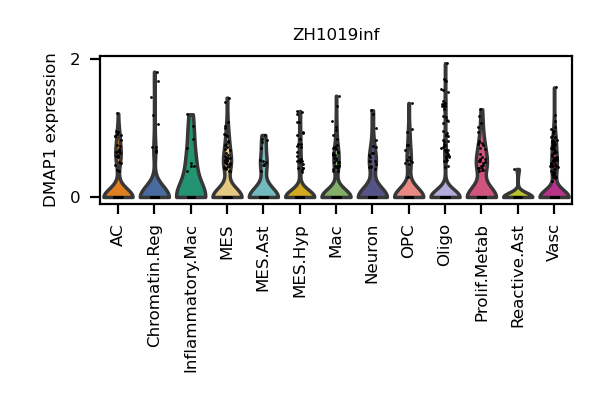 ZH1019inf
DMAP1 expression
2
0
AC
Chromatin.Reg
Inflammatory.Mac
MES
MES.Ast
MES.Hyp
Mac
Neuron
OPC
Oligo
Prolif.Metab
Reactive.Ast
Vasc